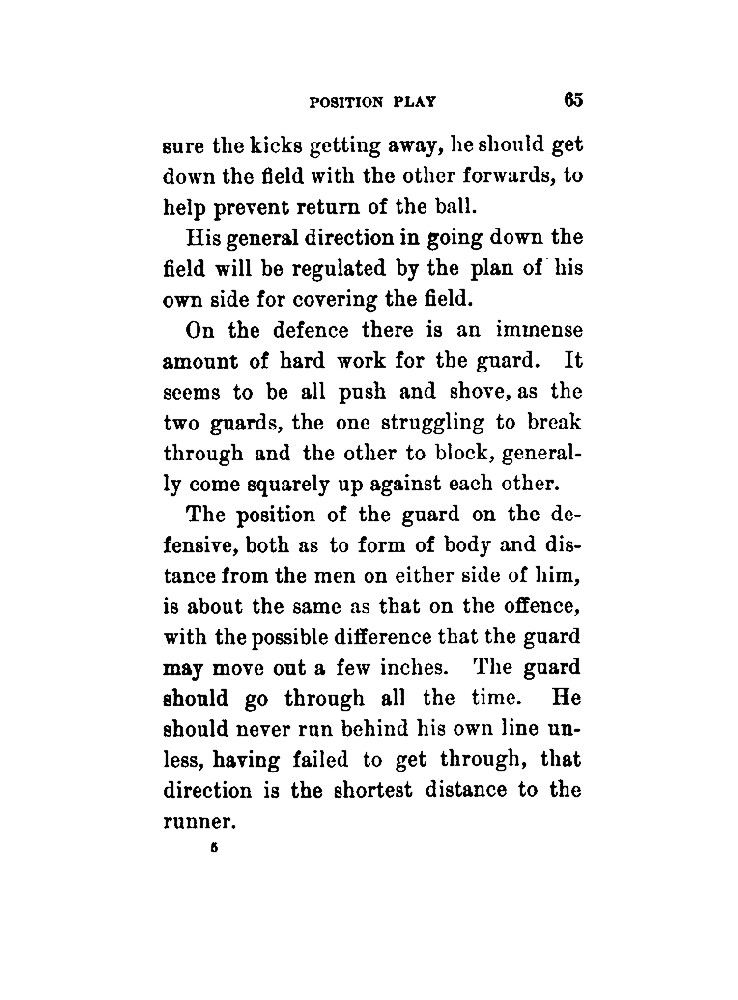 POSITION PLAY 65
sure the kicks getting away, he should get
down the field with the other forwards, to
help prevent return of the ball.
His general direction in going down the
field will be regulated by the plan of his
own side for covering the field.
On the defence there is an immense
amount of hard work for the guard. It
seems to be all push and shove, as the
two guards, the one struggling to break
through and the other to block, general-
ly come squarely up against each other.
The position of the guard on the de-
fensive, both as to form of body and dis-
tance from the men on either side of him,
is about the same as that on the offence,
with the possible difference that the guard
may move out a few inches. The guard
should go through all the time. He
should never run behind his own line un-
less, having failed to get through, that
direction is the shortest distance to the
runner.
5